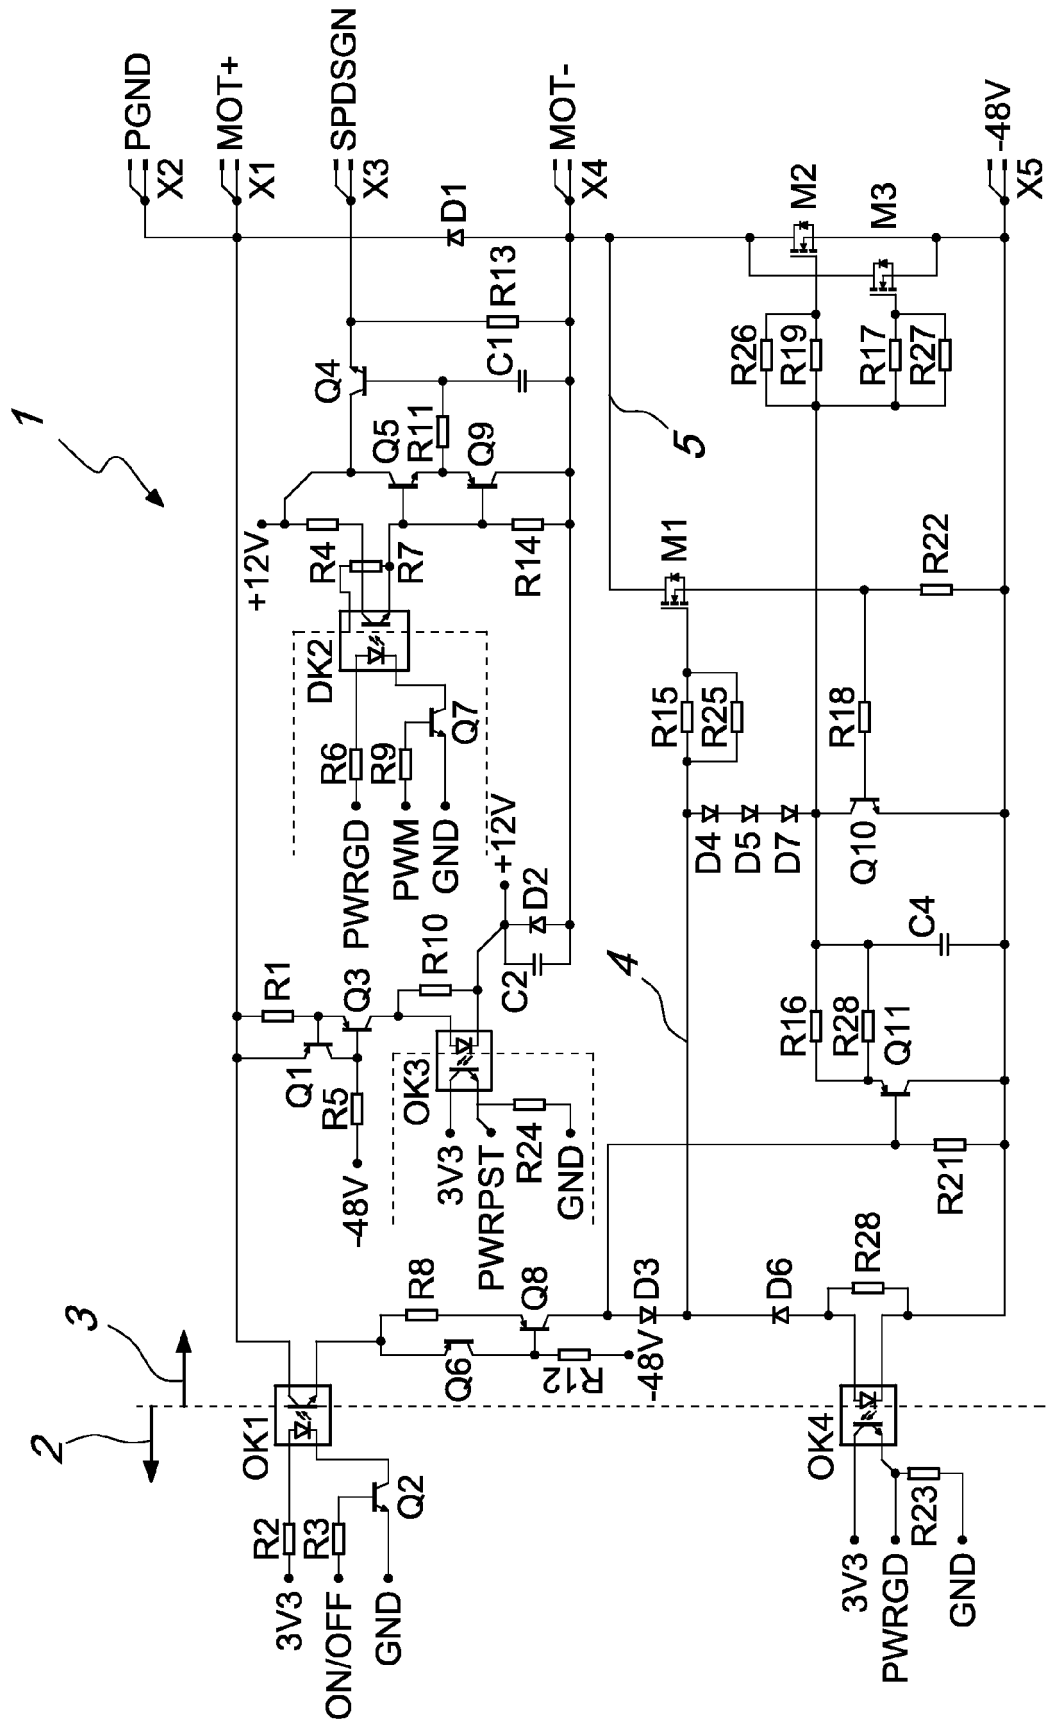 1
PGND
X2
MOT+
X1
SPDSGN
X3
MOT-
X4
-48V
X5
3
2
OK1
R2
3V3
R3
ON/OFF
Q2
GND
R1
Q3
Q1
R5
-48V
R10
OK3
3V3
PWRPST
R24
GND
+12V
D2
C2
+12V
R4
R7
DK2
R6
PWRGD
R9
PWM
Q7
GND
Q4
Q5
R11
Q9
R14
C1
R13
D1
R8
Q8
Q6
R12
-48V
D3
4
5
D6
R28
OK4
3V3
PWRGD
R23
GND
R21
R16
R28
Q11
C4
D4
D5
D7
Q10
R18
R15
R25
M1
R22
R26
R19
R17
R27
M2
M3